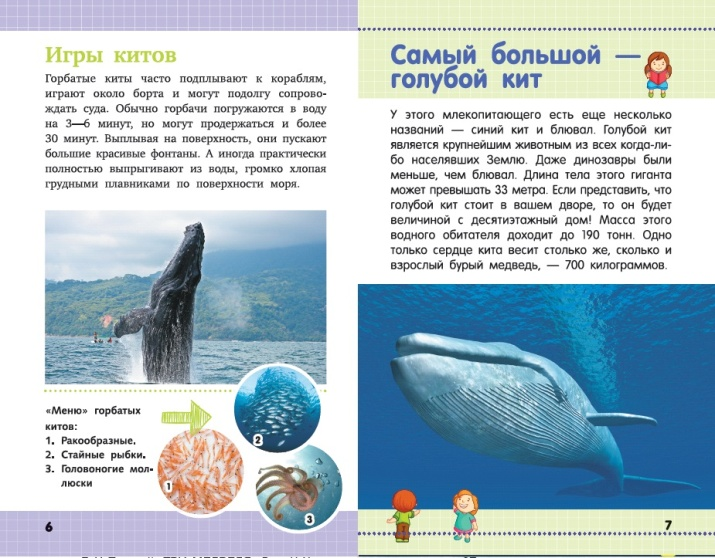 Игры китов
Горбатые киты часто подплывают к кораблям,
играют около борта и могут подолгу сопрово-
ждать суда. Обычно горбачи погружаются в воду
на 3—6 минут, но могут продержаться и более
30 минут. Выплывая на поверхность, они пускают
большие красивые фонтаны. А иногда практически
полностью выпрыгивают из воды, громко хлопая
грудными плавниками по поверхности моря.
«Меню» горбатых
китов:
1. Ракообразные.
2. Стайные рыбки.
3. Головоногие мол-
люски
1
2
3
6
Самый большой —
голубой кит
У этого млекопитающего есть еще несколько
названий — синий кит и блювал. Голубой кит
является крупнейшим животным из всех когда-ли-
бо населявших Землю. Даже динозавры были
меньше, чем блювал. Длина тела этого гиганта
может превышать 33 метра. Если представить, что
голубой кит стоит в вашем дворе, то он будет
величиной с десятиэтажный дом! Масса этого
водного обитателя доходит до 190 тонн. Одно
только сердце кита весит столько же, сколько и
взрослый бурый медведь, — 700 килограммов.
7